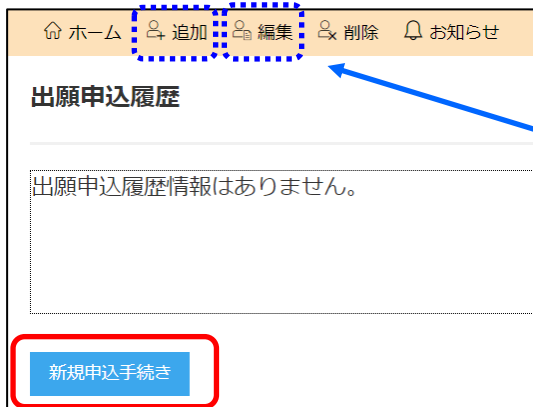 ホーム 追加 編集 削除 お知らせ
出願申込履歴
出願申込履歴情報はありません。
新規申込手続き